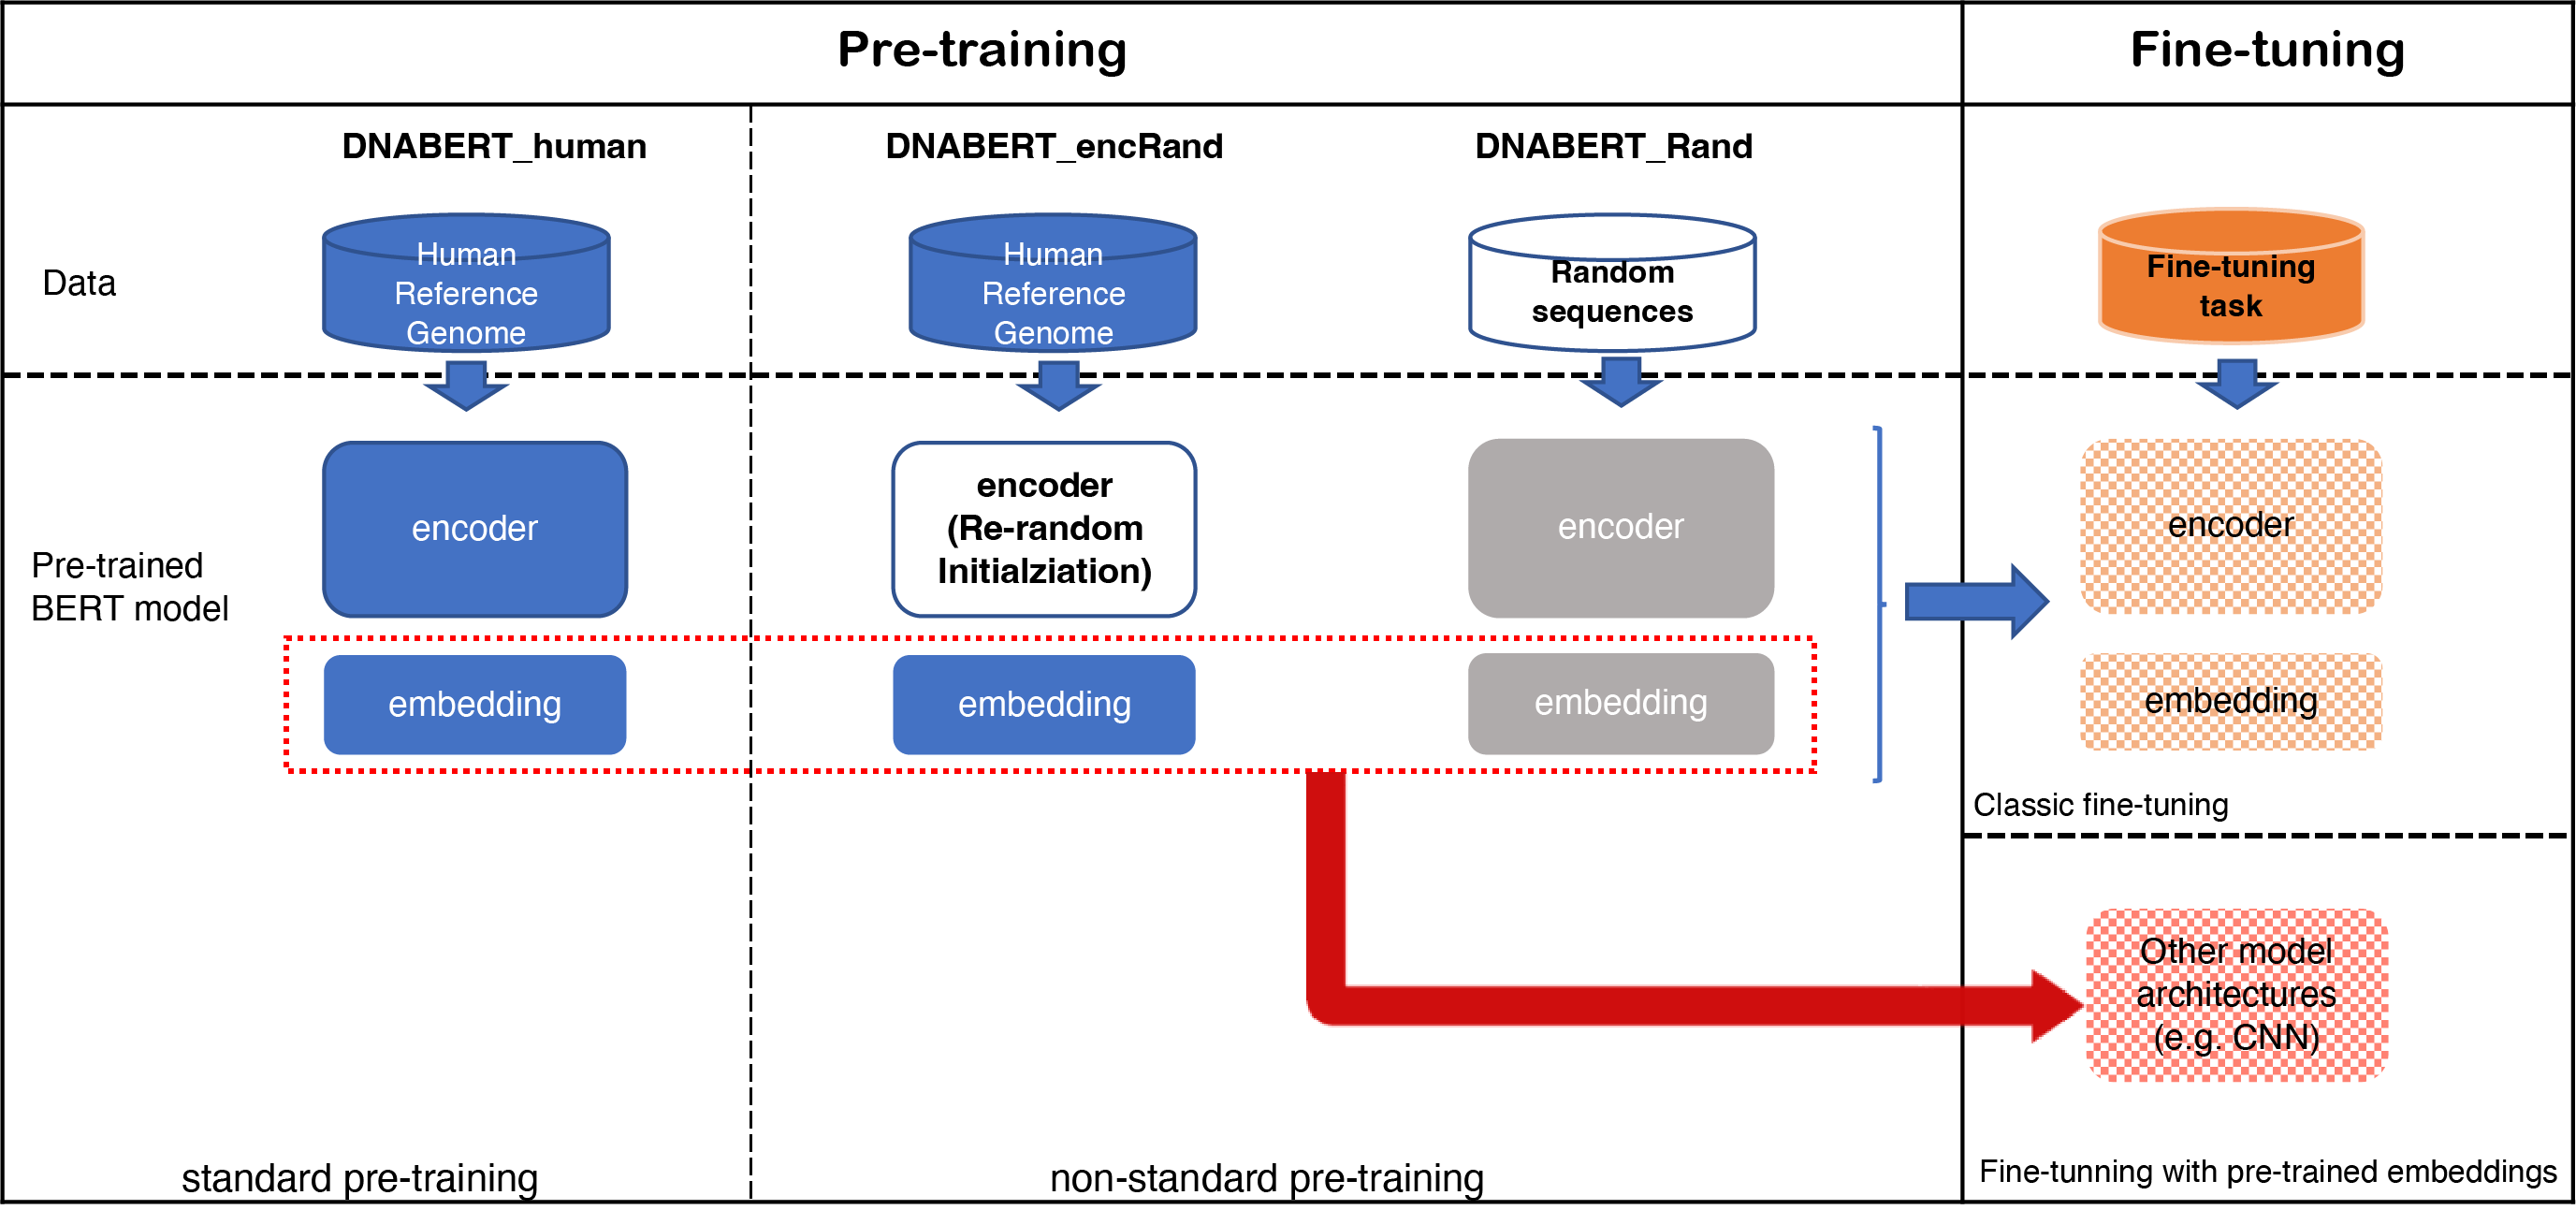 Pre-training
Fine-tuning
DNABERT_human
DNABERT_encRand
DNABERT_Rand
Data
Human
Reference
Genome
Human
Reference
Genome
Random
sequences
Fine-tuning
task
Pre-trained
BERT model
encoder
encoder
(Re-random
Initialziation)
encoder
encoder
embedding
embedding
embedding
embedding
Classic fine-tuning
Other model
architectures
(e.g. CNN)
standard pre-training
non-standard pre-training
Fine-tunning with pre-trained embeddings